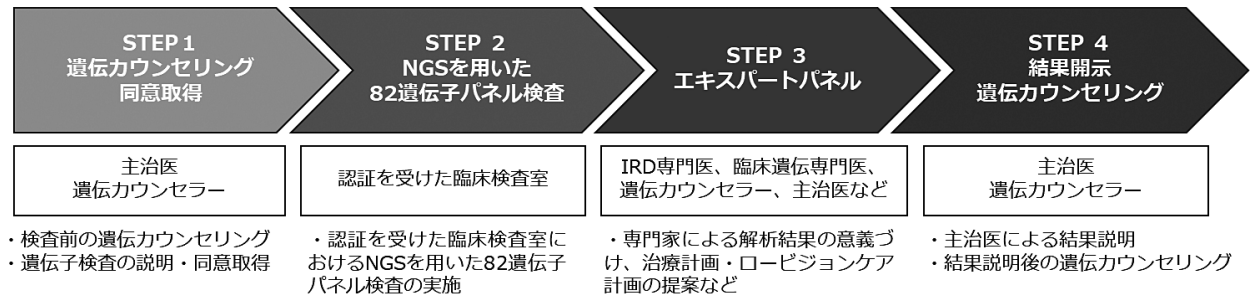 STEP 1
遺伝カウンセリング
同意取得
STEP 2
NGSを用いた
82遺伝子パネル検査
STEP 3
エキスパートパネル
STEP 4
結果開示
遺伝カウンセリング
主治医
遺伝カウンセラー
認証を受けた臨床検査室
IRD専門医、臨床遺伝専門医、
遺伝カウンセラー、主治医など
主治医
遺伝カウンセラー
・検査前の遺伝カウンセリング
・遺伝子検査の説明・同意取得
・認証を受けた臨床検査室に
おけるNGSを用いた82遺伝子
パネル検査の実施
・専門家による解析結果の意義づ
け、治療計画・ロービジョンケア
計画の提案など
・主治医による結果説明
・結果説明後の遺伝カウンセリング